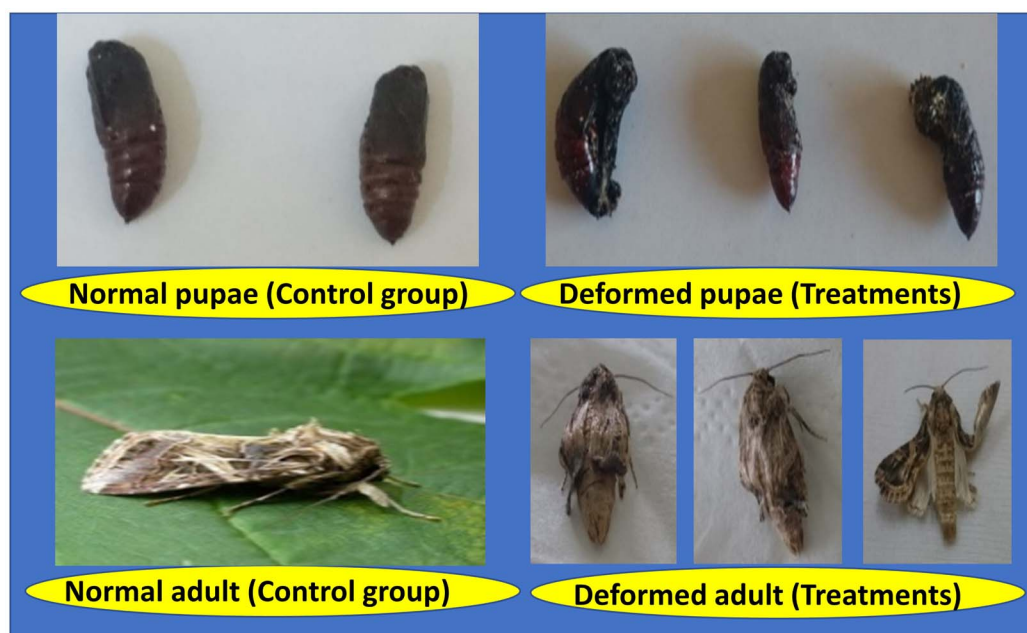 Normal pupae (Control group)
Deformed pupae (Treatments)
Normal adult (Control group)
Deformed adult (Treatments)